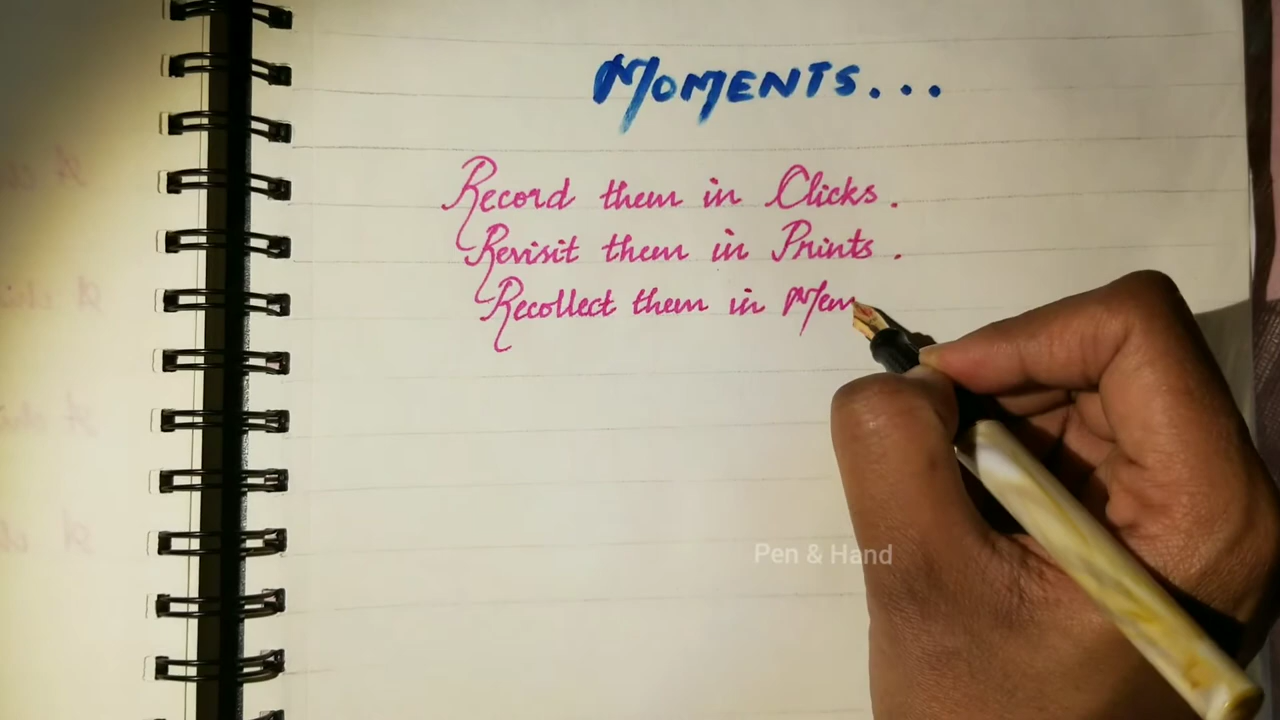 MOMENTS...
Record them in Clicks.
Revisit them in Prints.
Recollect them in Mem
Pen & Hand